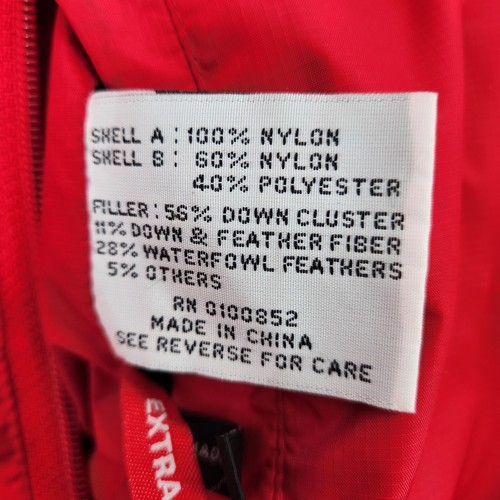 SHELL A : 100% NYLON
SHELL B : 60% NYLON
40% POLYESTER
FILLER : 56% DOWN CLUSTER
11% DOWN & FEATHER FIBER
28% WATERFOWL FEATHERS
5% OTHERS
RN 0100852
MADE IN CHINA
SEE REVERSE FOR CARE
EXTRA